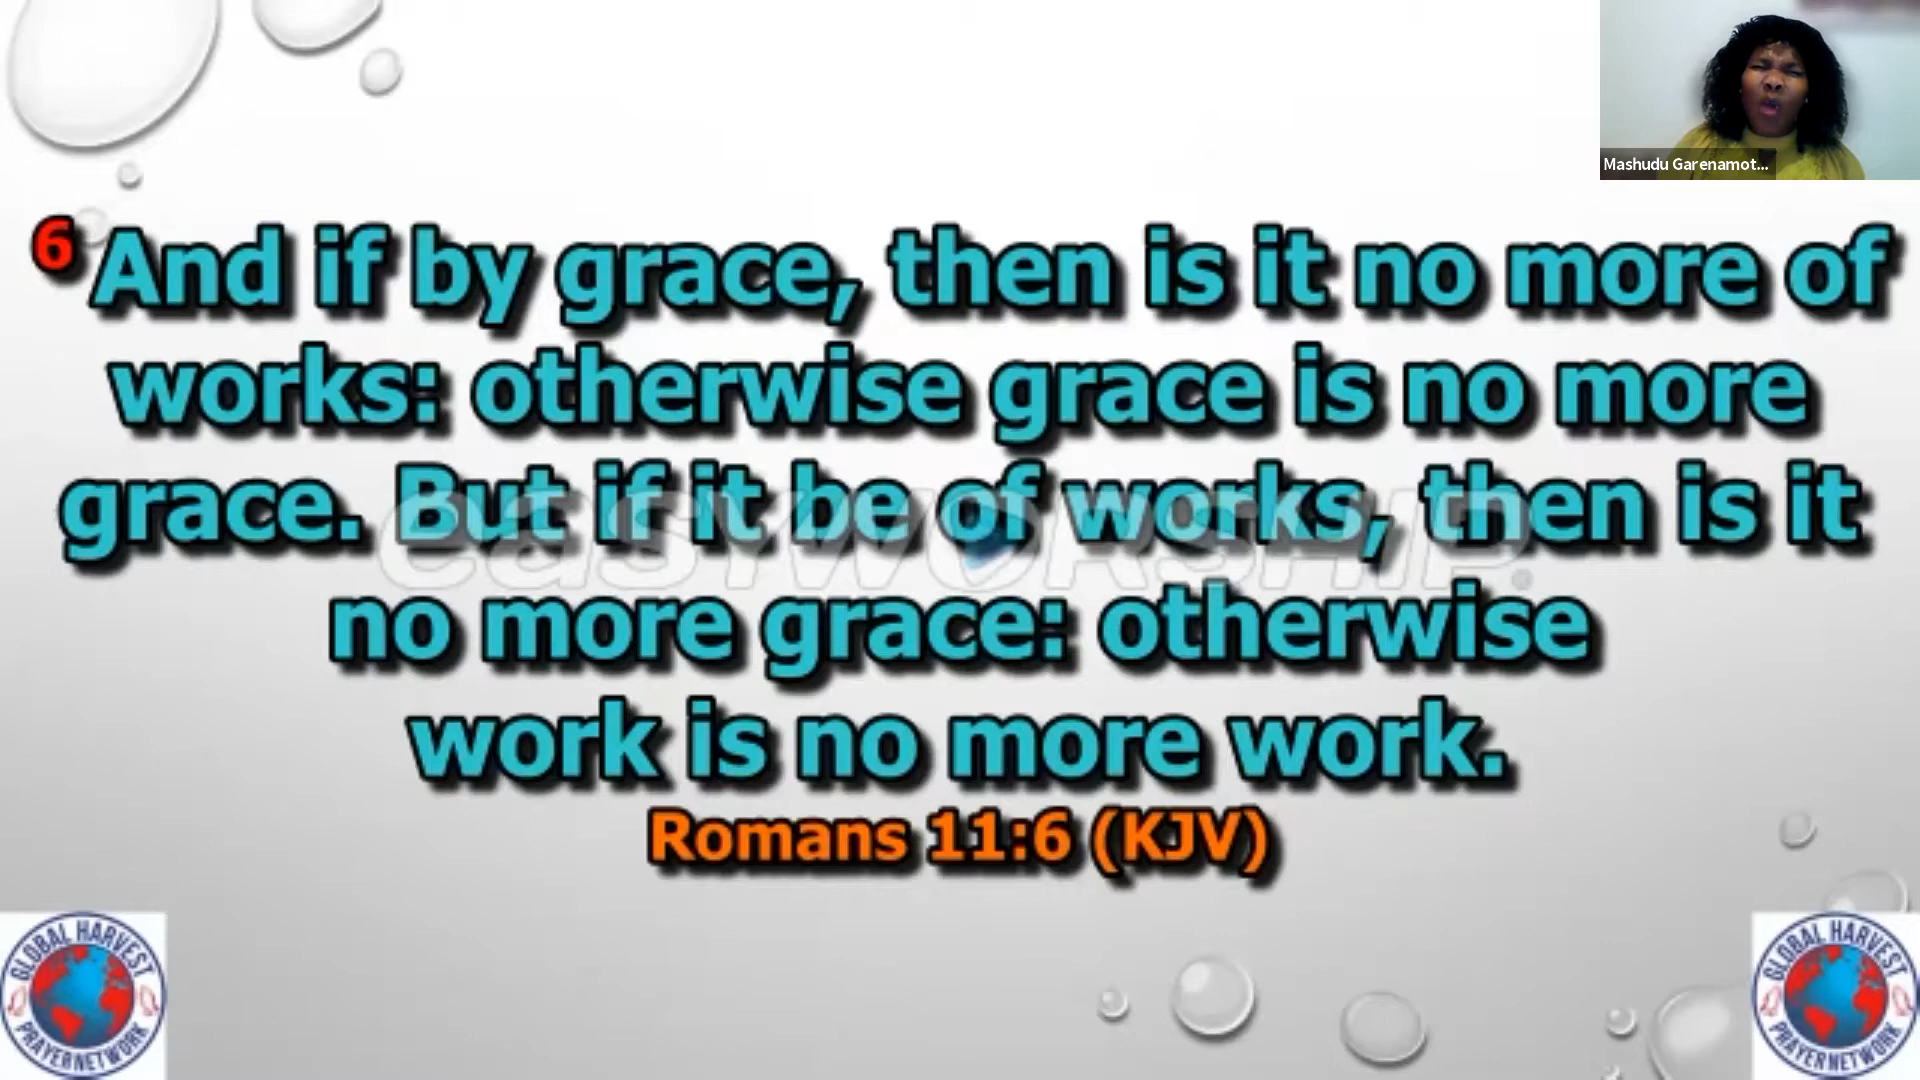 Mashudu Garenamot...
6 And if by grace, then is it no more of
works: otherwise grace is no more
grace. But if it be of works, then is it
no more grace: otherwise
work is no more work.
Romans 11:6 (KJV)
easyworship
GLOBAL HARVEST
PRAYERNETWORK
GLOBAL HARVEST
PRAYERNETWORK